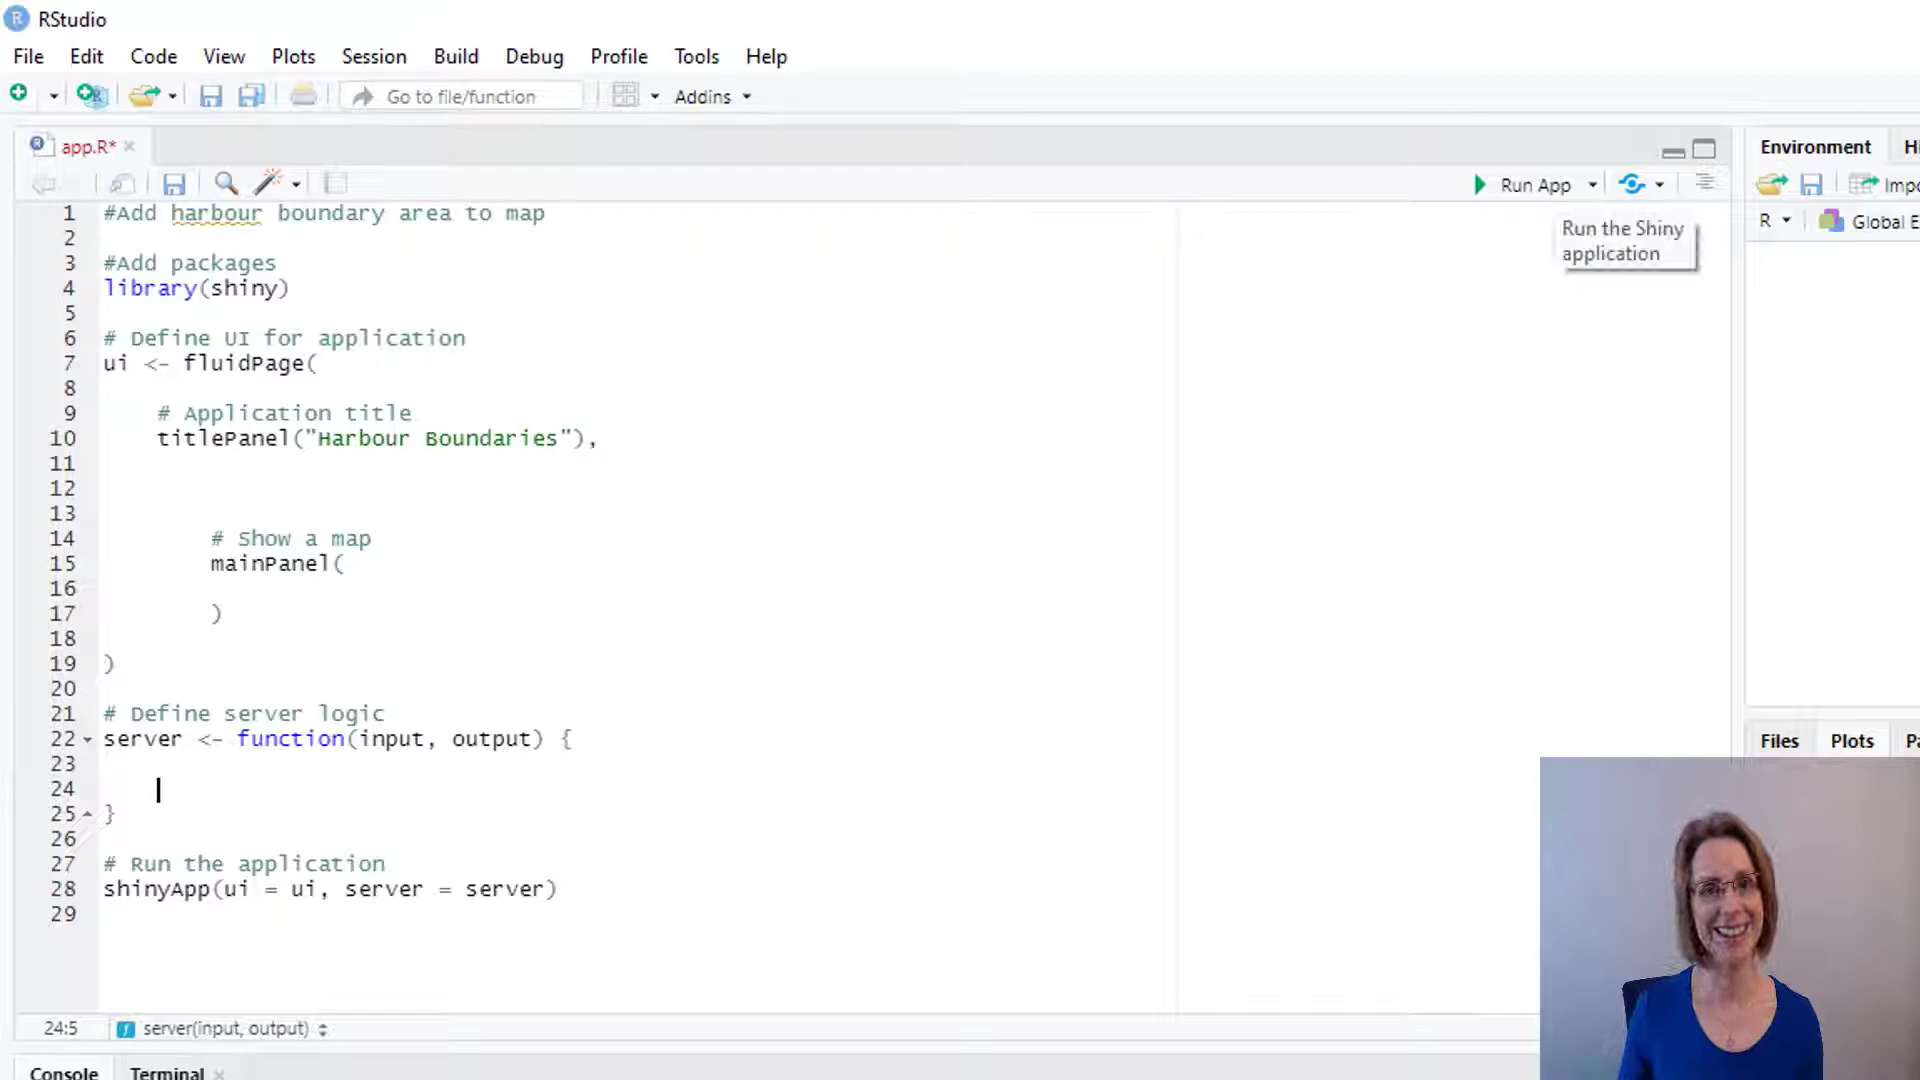 RStudio
File Edit Code View Plots Session Build Debug Profile Tools Help
Go to file/function Addins
app.R*
Run App
Run the Shiny
application
1 #Add harbour boundary area to map
2
3 #Add packages
4 library(shiny)
5
6 # Define UI for application
7 ui <- fluidPage(
8
9 # Application title
10 titlePanel("Harbour Boundaries"),
11
12
13
14 # Show a map
15 mainPanel(
16
17 )
18
19 )
20
21 # Define server logic
22 server <- function(input, output) {
23
24
25 }
26
27 # Run the application
28 shinyApp(ui = ui, server = server)
29
24:5 server(input, output)
Console Terminal
Environment Hi
Impo
R Global E
Files Plots Pa